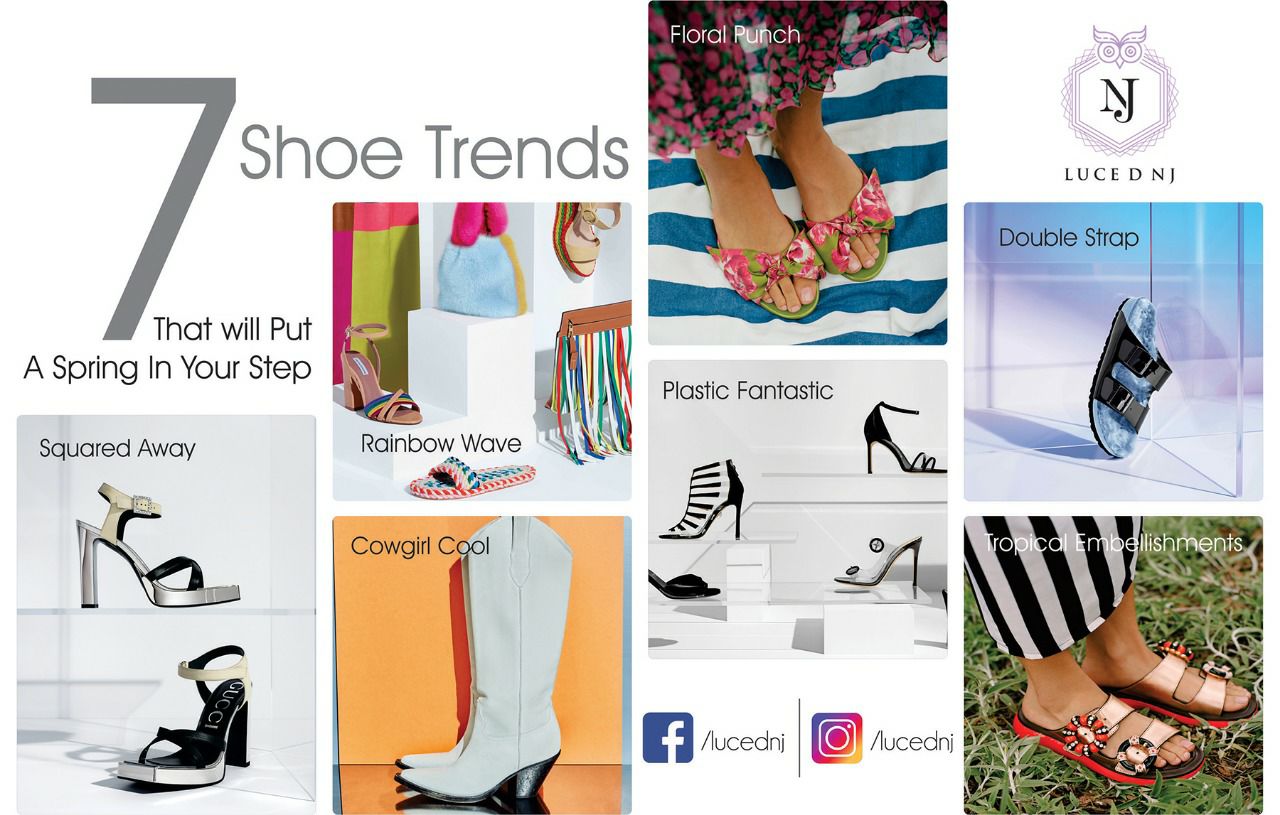 7 Shoe Trends
That will Put
A Spring In Your Step
Squared Away
GUCCI
Rainbow Wave
Cowgirl Cool
Floral Punch
Plastic Fantastic
/lucednj
/lucednj
NJ
LUCE D NJ
Double Strap
Tropical Embellishments